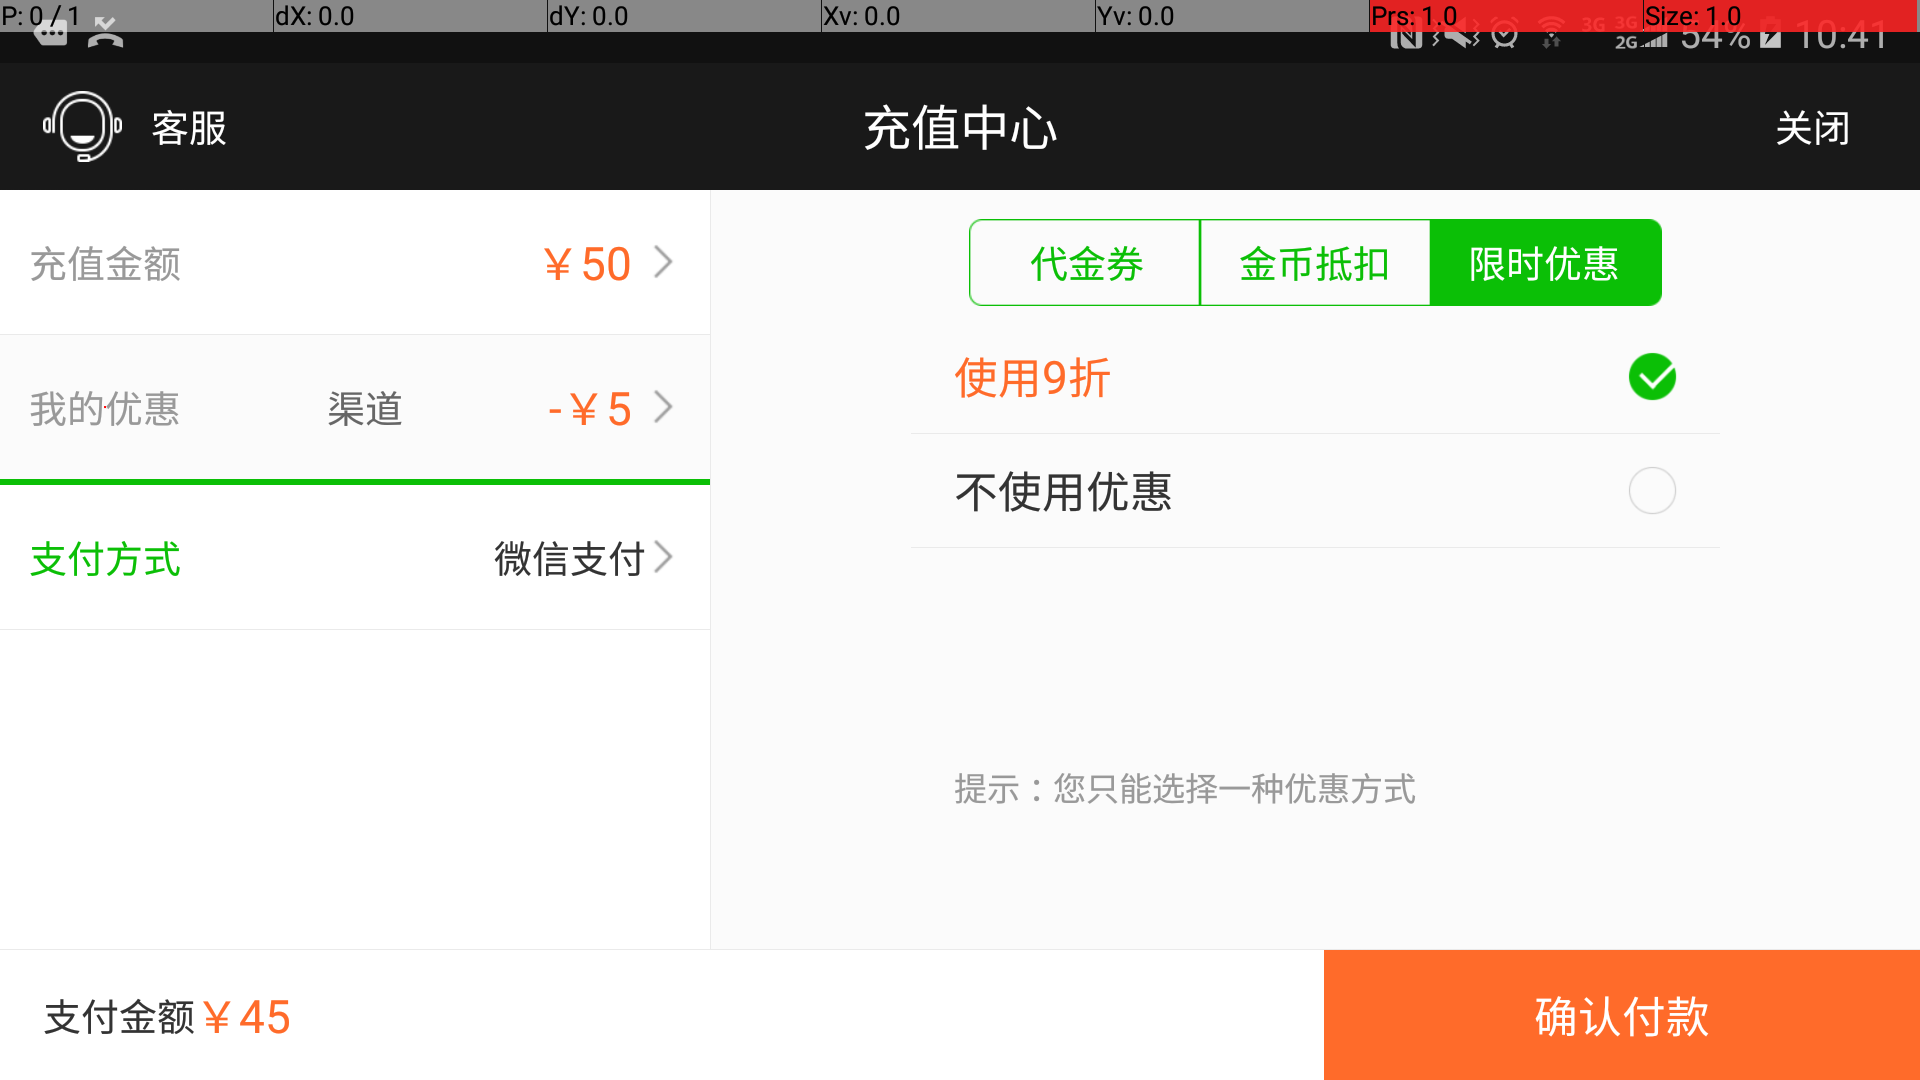 P: 0 / 1 dX: 0.0 dY: 0.0 Xv: 0.0 Yv: 0.0 Prs: 1.0 Size: 1.0
3G 3G 2G 54% 10:41
客服 充值中心 关闭
充值金额 ￥50
我的优惠 渠道 -￥5
支付方式 微信支付
代金券 金币抵扣 限时优惠
使用9折
不使用优惠
提示：您只能选择一种优惠方式
支付金额￥45
确认付款